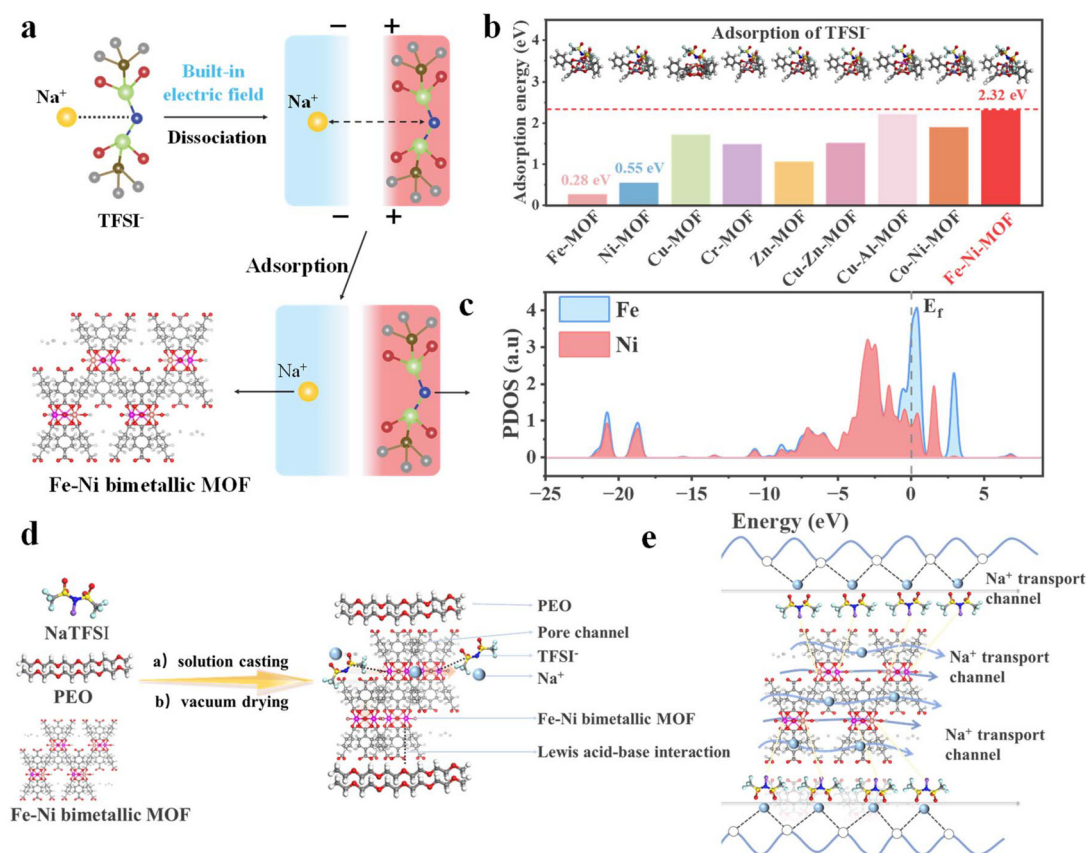 a
Na⁺
TFSI⁻
Built-in
electric field
Dissociation
− +
Na⁺
− +
Adsorption
Na⁺
Fe-Ni bimetallic MOF
b
Adsorption of TFSI⁻
Adsorption energy (eV)
4
3
2
1
0
0.28 eV
0.55 eV
2.32 eV
Fe-MOF
Ni-MOF
Cu-MOF
Cr-MOF
Zn-MOF
Cu-Zn-MOF
Cu-Al-MOF
Co-Ni-MOF
Fe-Ni-MOF
c
Fe
Ni
E_f
PDOS (a.u)
4
3
2
1
0
−25 −20 −15 −10 −5 0 5
Energy (eV)
d
NaTFSI
PEO
Fe-Ni bimetallic MOF
a) solution casting
b) vacuum drying
PEO
Pore channel
TFSI⁻
Na⁺
Fe-Ni bimetallic MOF
Lewis acid-base interaction
e
Na⁺ transport
channel
Na⁺ transport
channel
Na⁺ transport
channel